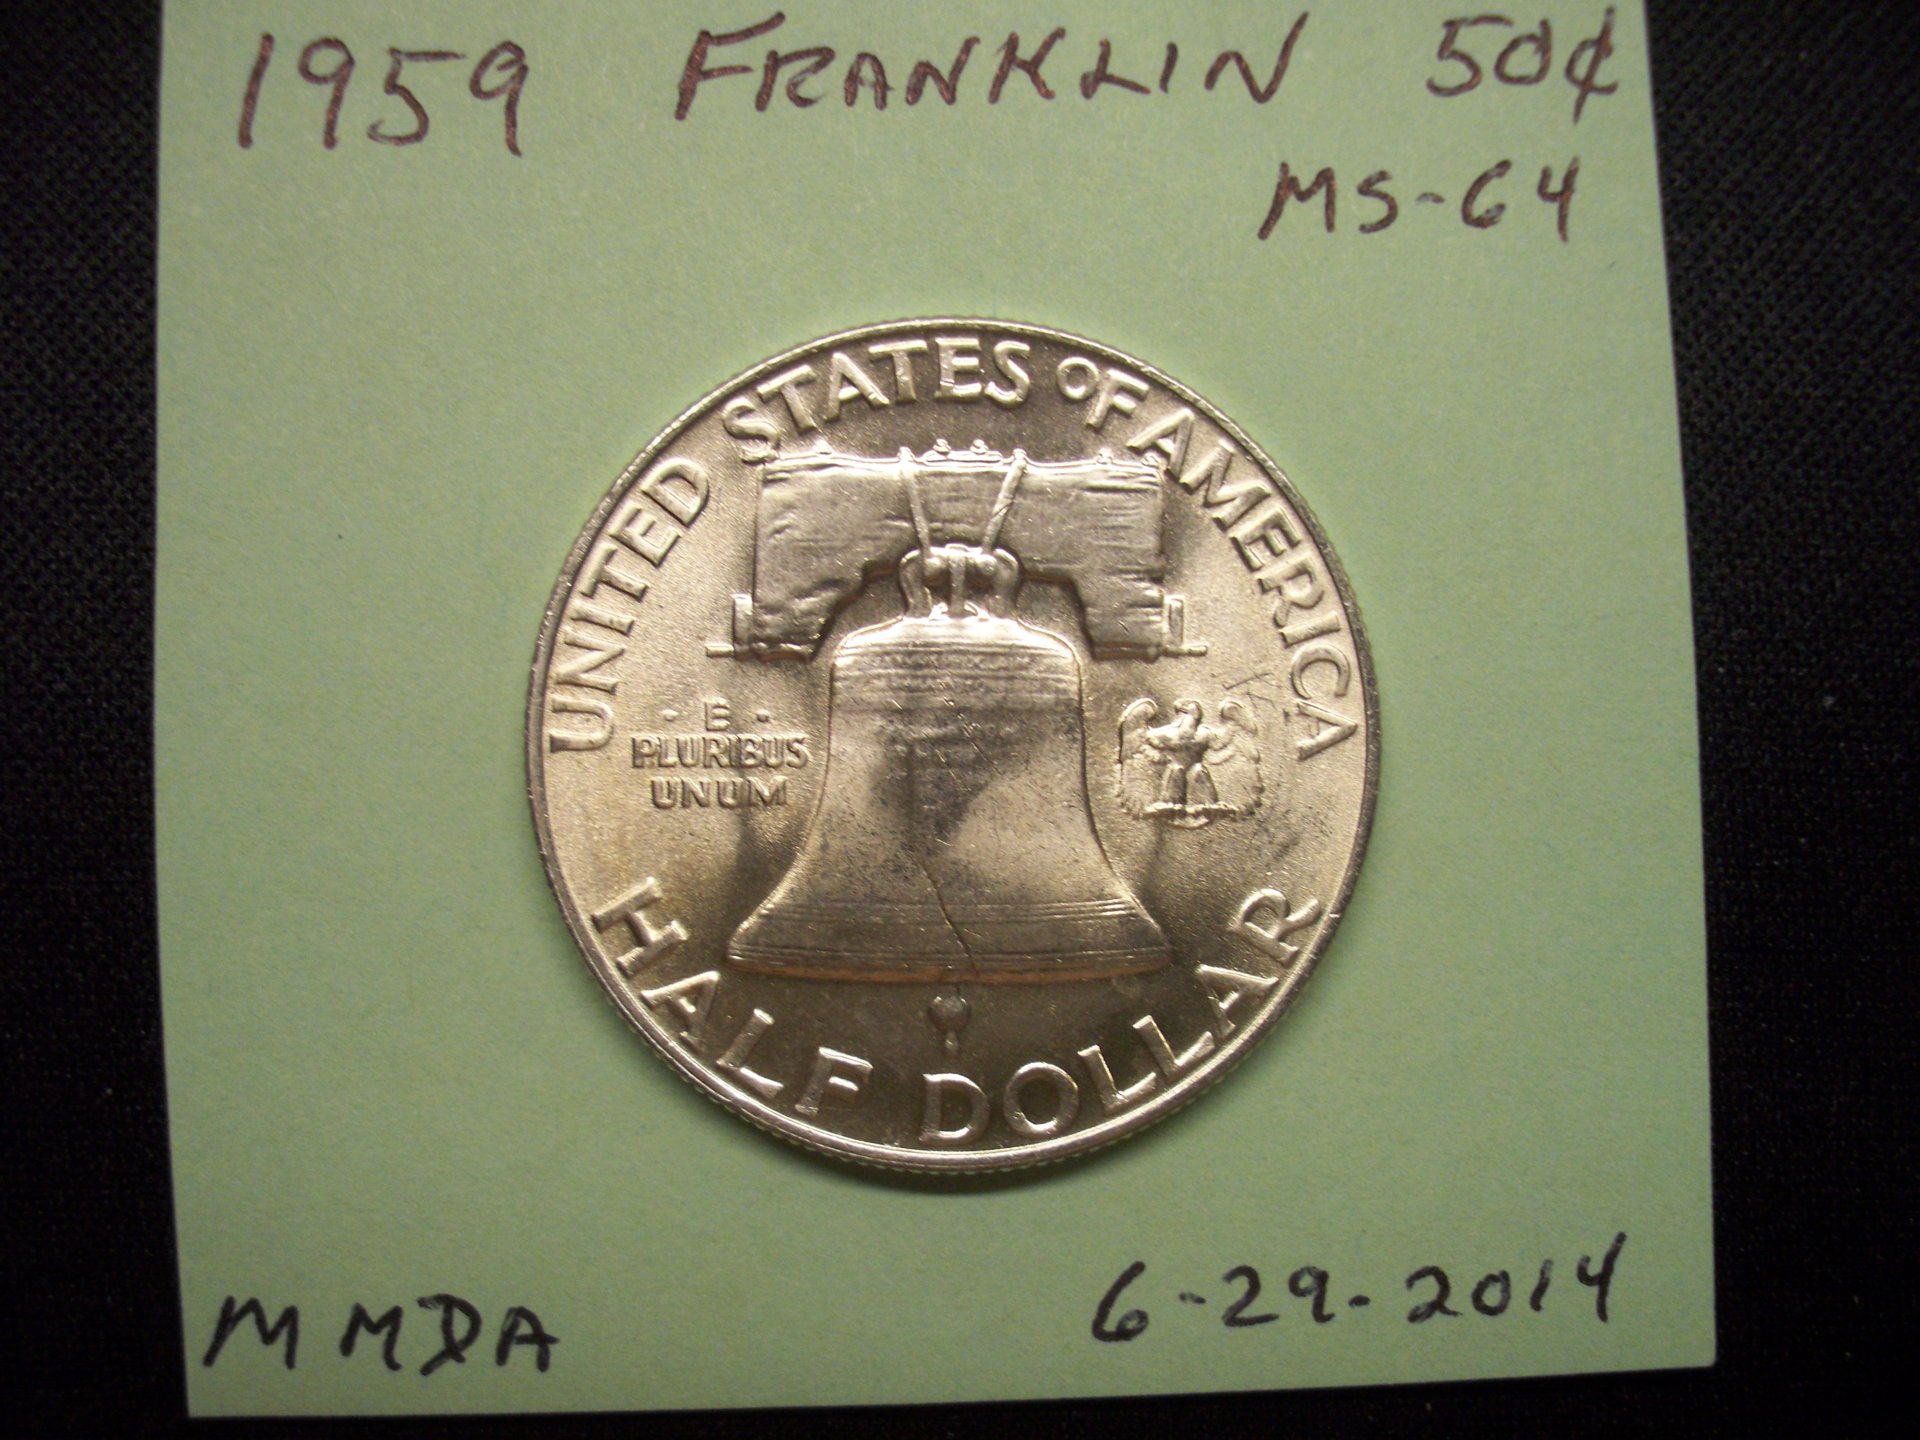 1959 FRANKLIN 50¢
MS-64
UNITED STATES OF AMERICA
· E ·
PLURIBUS
UNUM
HALF DOLLAR
MMDA 6-29-2014